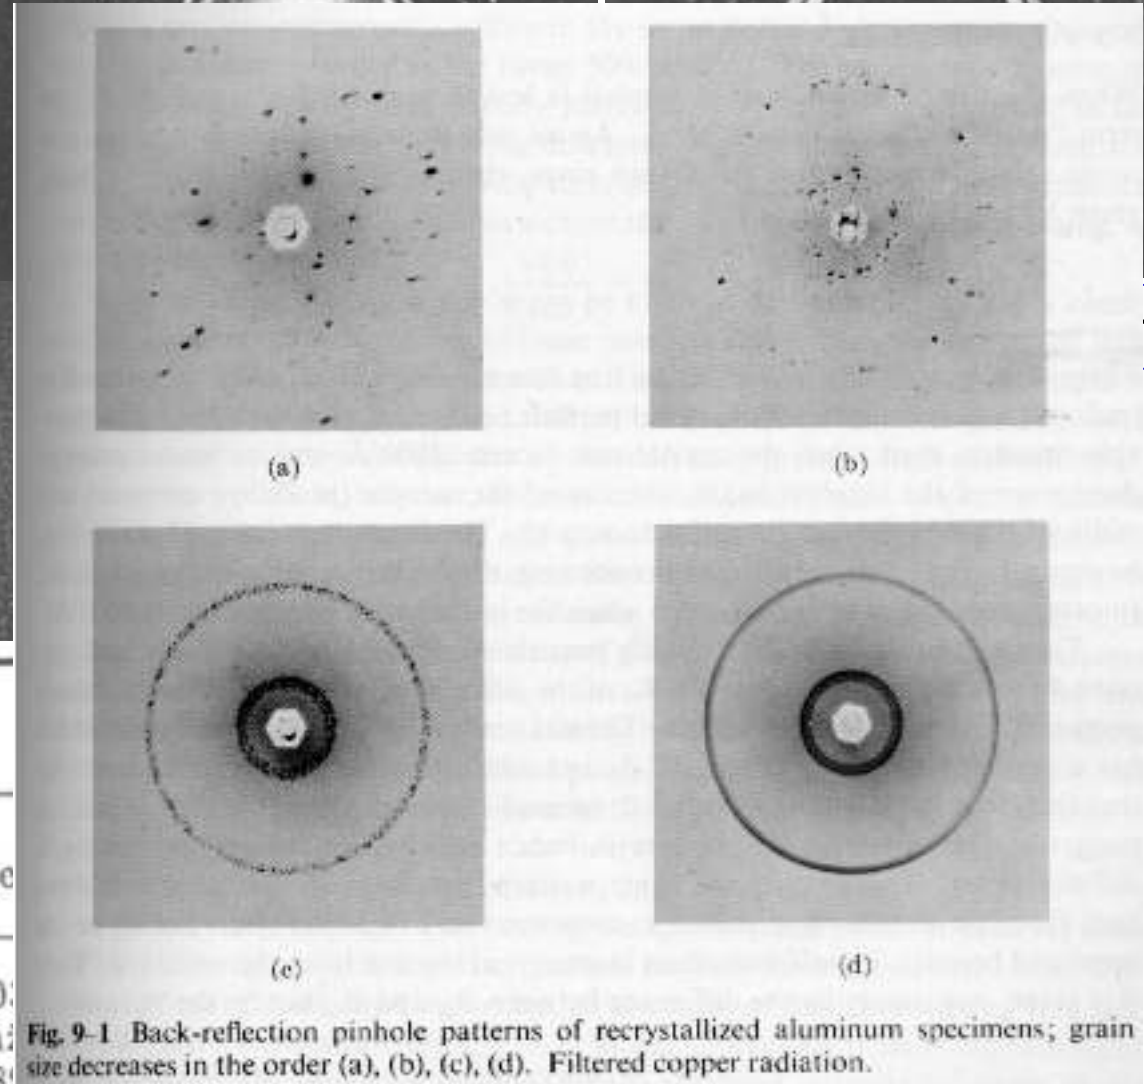 (a)
(b)
(c)
(d)
Fig. 9-1 Back-reflection pinhole patterns of recrystallized aluminum specimens; grain
size decreases in the order (a), (b), (c), (d). Filtered copper radiation.